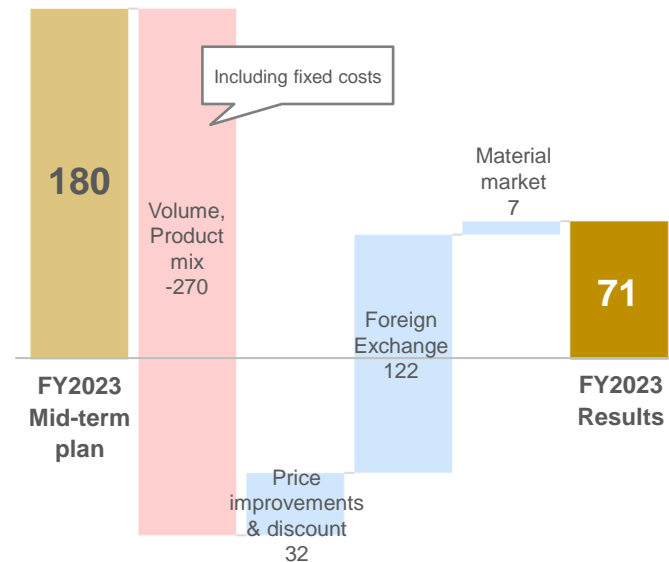 180
Including fixed costs
Volume,
Product
mix
-270
Price
improvements
& discount
32
Foreign
Exchange
122
Material
market
7
71
FY2023
Mid-term
plan
FY2023
Results